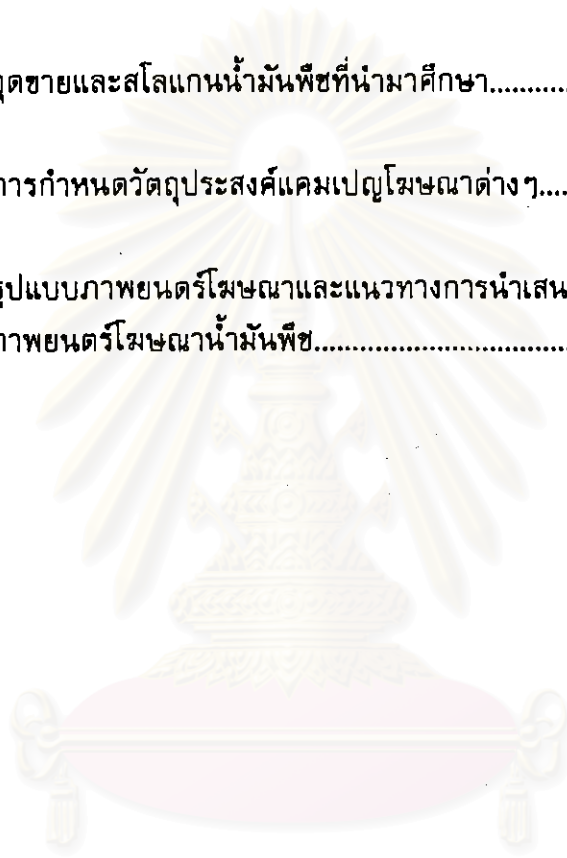 จุดขายและสโลแกนน้ำมันพืชที่นำมาศึกษา...........
การกำหนดวัตถุประสงค์แคมเปญโฆษณาต่างๆ....
รูปแบบภาพยนตร์โฆษณาและแนวทางการนำเสน
ภาพยนตร์โฆษณาน้ำมันพืช..................................